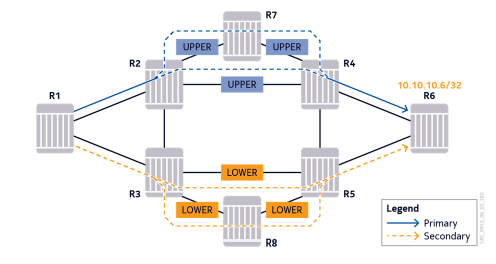 R7
UPPER UPPER
R2 R4
UPPER
10.10.10.6/32
R1 R6
LOWER
R3 R5
LOWER LOWER
R8
Legend
Primary
Secondary